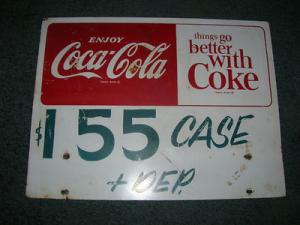 ENJOY
Coca-Cola
things go
better
with
Coke
$1 55 CASE
+ DEP.